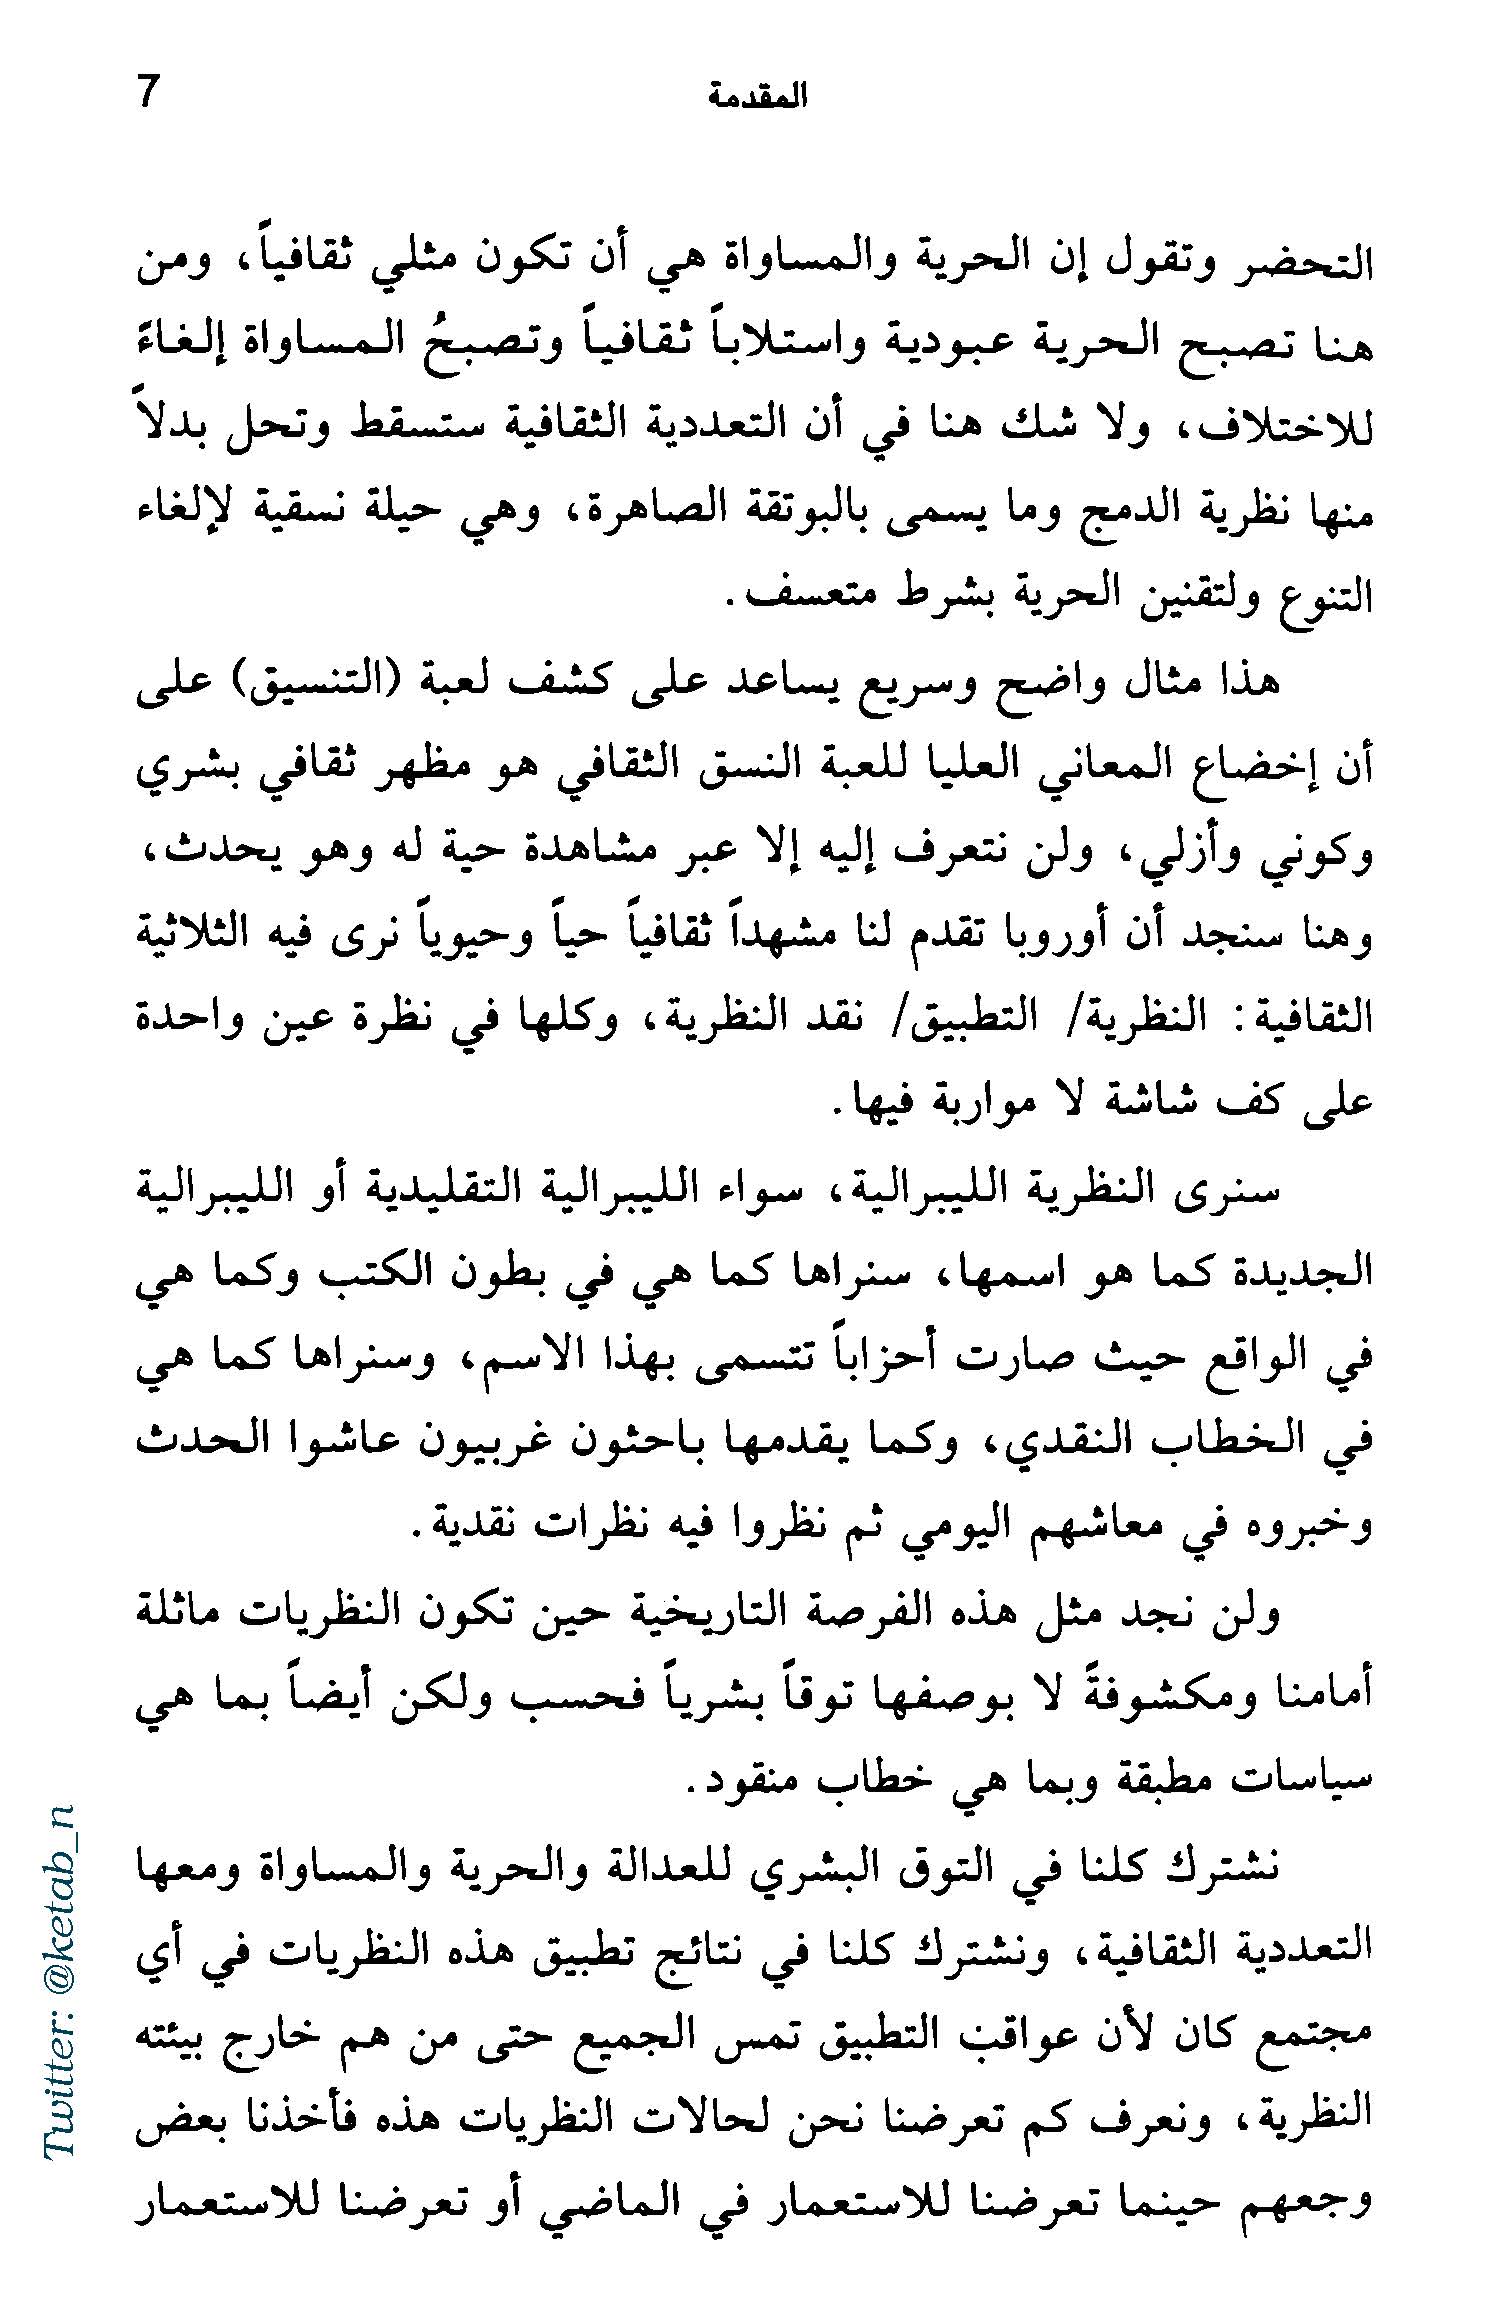 المقدمة
7
التحضر وتقول إن الحرية والمساواة هي أن تكون مثلي ثقافياً، ومن
هنا تصبح الحرية عبودية واستلاباً ثقافياً وتصبحُ المساواة إلغاءً
للاختلاف، ولا شك هنا في أن التعددية الثقافية ستسقط وتحل بدلاً
منها نظرية الدمج وما يسمى بالبوتقة الصاهرة، وهي حيلة نسقية لإلغاء
التنوع ولتقنين الحرية بشرط متعسف.
هذا مثال واضح وسريع يساعد على كشف لعبة (التنسيق) على
أن إخضاع المعاني العليا للعبة النسق الثقافي هو مظهر ثقافي بشري
وكوني وأزلي، ولن نتعرف إليه إلا عبر مشاهدة حية له وهو يحدث،
وهنا سنجد أن أوروبا تقدم لنا مشهداً ثقافياً حياً وحيوياً نرى فيه الثلاثية
الثقافية: النظرية/ التطبيق/ نقد النظرية، وكلها في نظرة عين واحدة
على كف شاشة لا مواربة فيها.
سنرى النظرية الليبرالية، سواء الليبرالية التقليدية أو الليبرالية
الجديدة كما هو اسمها، سنراها كما هي في بطون الكتب وكما هي
في الواقع حيث صارت أحزاباً تتسمى بهذا الاسم، وسنراها كما هي
في الخطاب النقدي، وكما يقدمها باحثون غربيون عاشوا الحدث
وخبروه في معاشهم اليومي ثم نظروا فيه نظرات نقدية.
ولن نجد مثل هذه الفرصة التاريخية حين تكون النظريات ماثلة
أمامنا ومكشوفةً لا بوصفها توقاً بشرياً فحسب ولكن أيضاً بما هي
سياسات مطبقة وبما هي خطاب منقود.
نشترك كلنا في التوق البشري للعدالة والحرية والمساواة ومعها
التعددية الثقافية، ونشترك كلنا في نتائج تطبيق هذه النظريات في أي
مجتمع كان لأن عواقب التطبيق تمس الجميع حتى من هم خارج بيئته
النظرية، ونعرف كم تعرضنا نحن لحالات النظريات هذه فأخذنا بعض
وجعهم حينما تعرضنا للاستعمار في الماضي أو تعرضنا للاستعمار
Twitter: @ketab_n